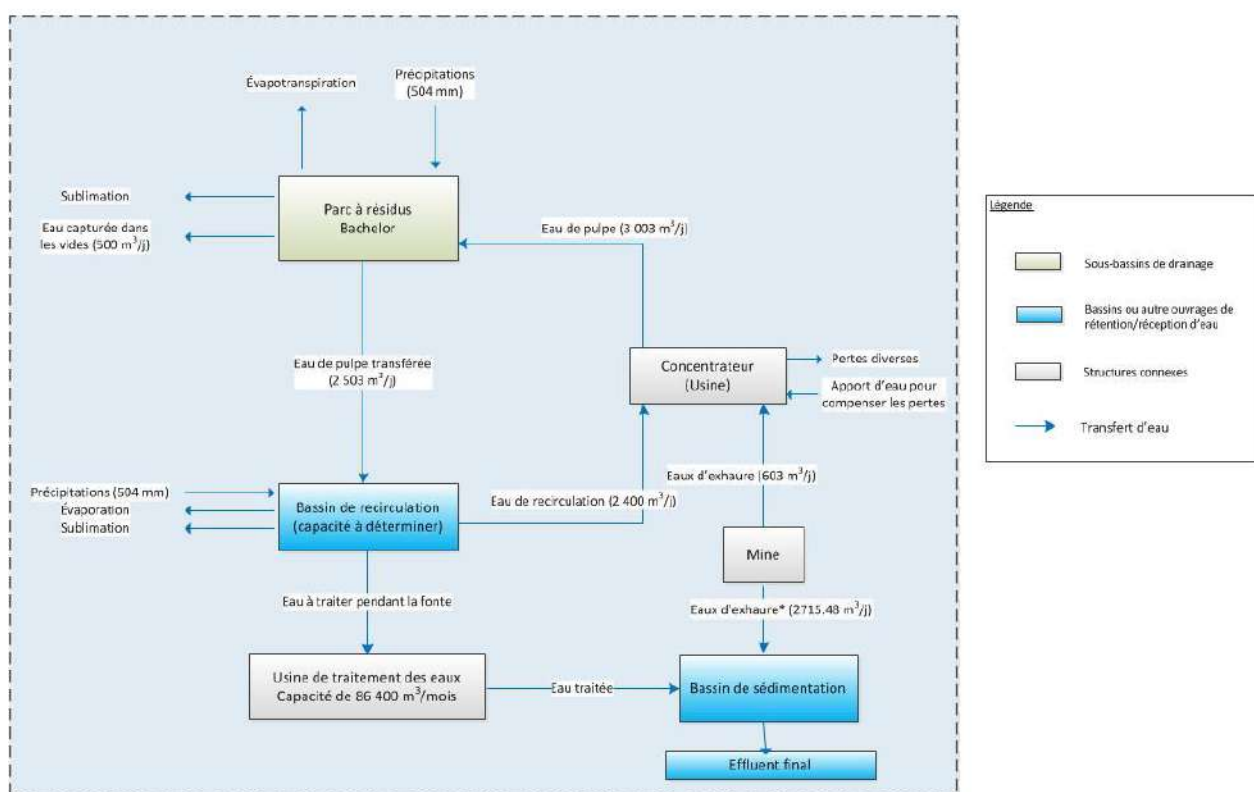 Évapotranspiration
Précipitations
(504 mm)
Sublimation
Eau capturée dans
les vides (500 m³/j)
Parc à résidus
Bachelor
Eau de pulpe (3 003 m³/j)
Eau de pulpe transférée
(2 503 m³/j)
Concentrateur
(Usine)
Pertes diverses
Apport d'eau pour
compenser les pertes
Eaux d'exhaure (603 m³/j)
Précipitations (504 mm)
Évaporation
Sublimation
Bassin de recirculation
(capacité à déterminer)
Eau de recirculation (2 400 m³/j)
Mine
Eau à traiter pendant la fonte
Eaux d'exhaure* (2715.48 m³/j)
Usine de traitement des eaux
Capacité de 86 400 m³/mois
Eau traitée
Bassin de sédimentation
Effluent final
Légende
Sous-bassins de drainage
Bassins ou autre ouvrages de
rétention/réception d'eau
Structures connexes
Transfert d'eau